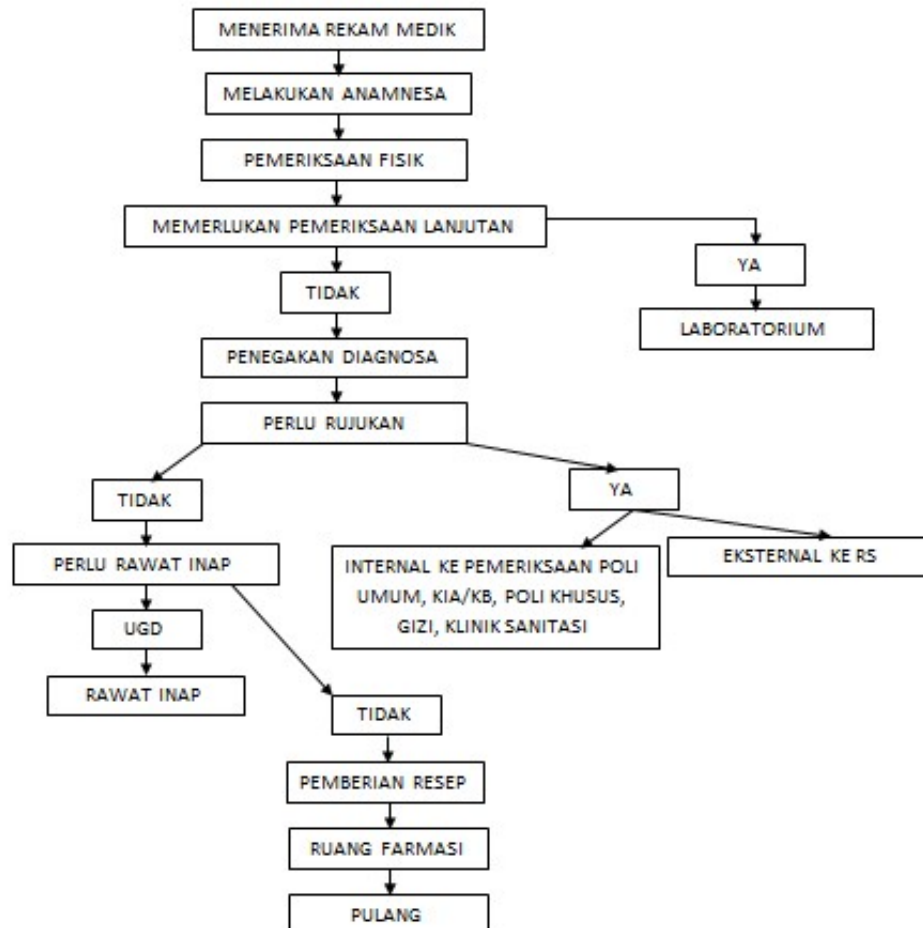 MENERIMA REKAM MEDIK
MELAKUKAN ANAMNESA
PEMERIKSAAN FISIK
MEMERLUKAN PEMERIKSAAN LANJUTAN
YA
TIDAK
LABORATORIUM
PENEGAKAN DIAGNOSA
PERLU RUJUKAN
TIDAK
YA
PERLU RAWAT INAP
INTERNAL KE PEMERIKSAAN POLI
UMUM, KIA/KB, POLI KHUSUS,
GIZI, KLINIK SANITASI
EKSTERNAL KE RS
UGD
RAWAT INAP
TIDAK
PEMBERIAN RESEP
RUANG FARMASI
PULANG